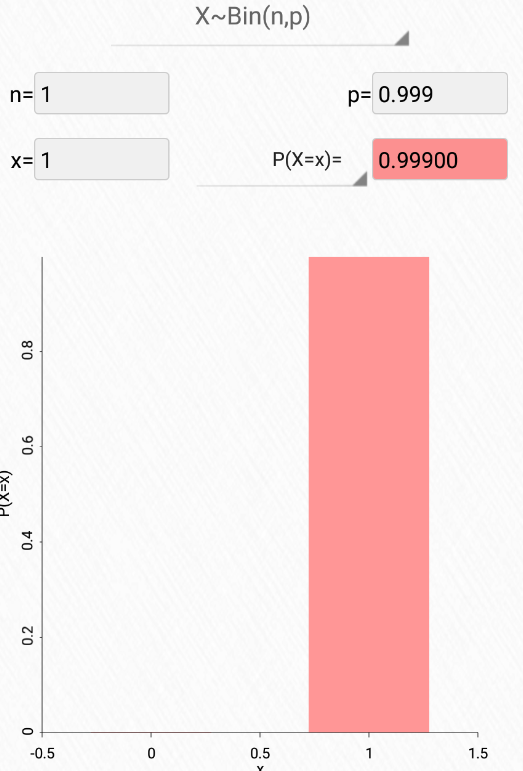 X~Bin(n,p)
n= 1 p= 0.999
x= 1 P(X=x)= 0.99900
0.8
0.6
0.4
0.2
0
P(X=x)
-0.5 0 0.5 1 1.5
x